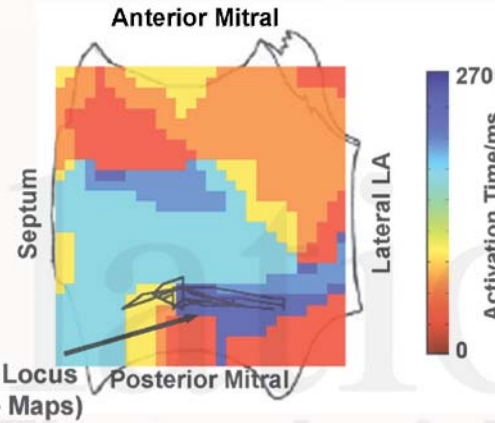 Anterior Mitral
270
Septum
Lateral LA
Activation Time/ms
0
Locus
Posterior Mitral
Maps)